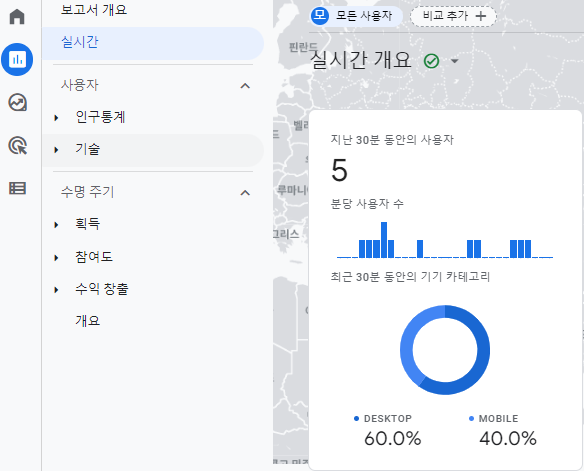 보고서 개요
실시간
사용자
인구통계
기술
수명 주기
획득
참여도
수익 창출
개요
모 모든 사용자
비교 추가
핀란드
실시간 개요
지난 30분 동안의 사용자
5
분당 사용자 수
최근 30분 동안의 기기 카테고리
DESKTOP
60.0%
MOBILE
40.0%